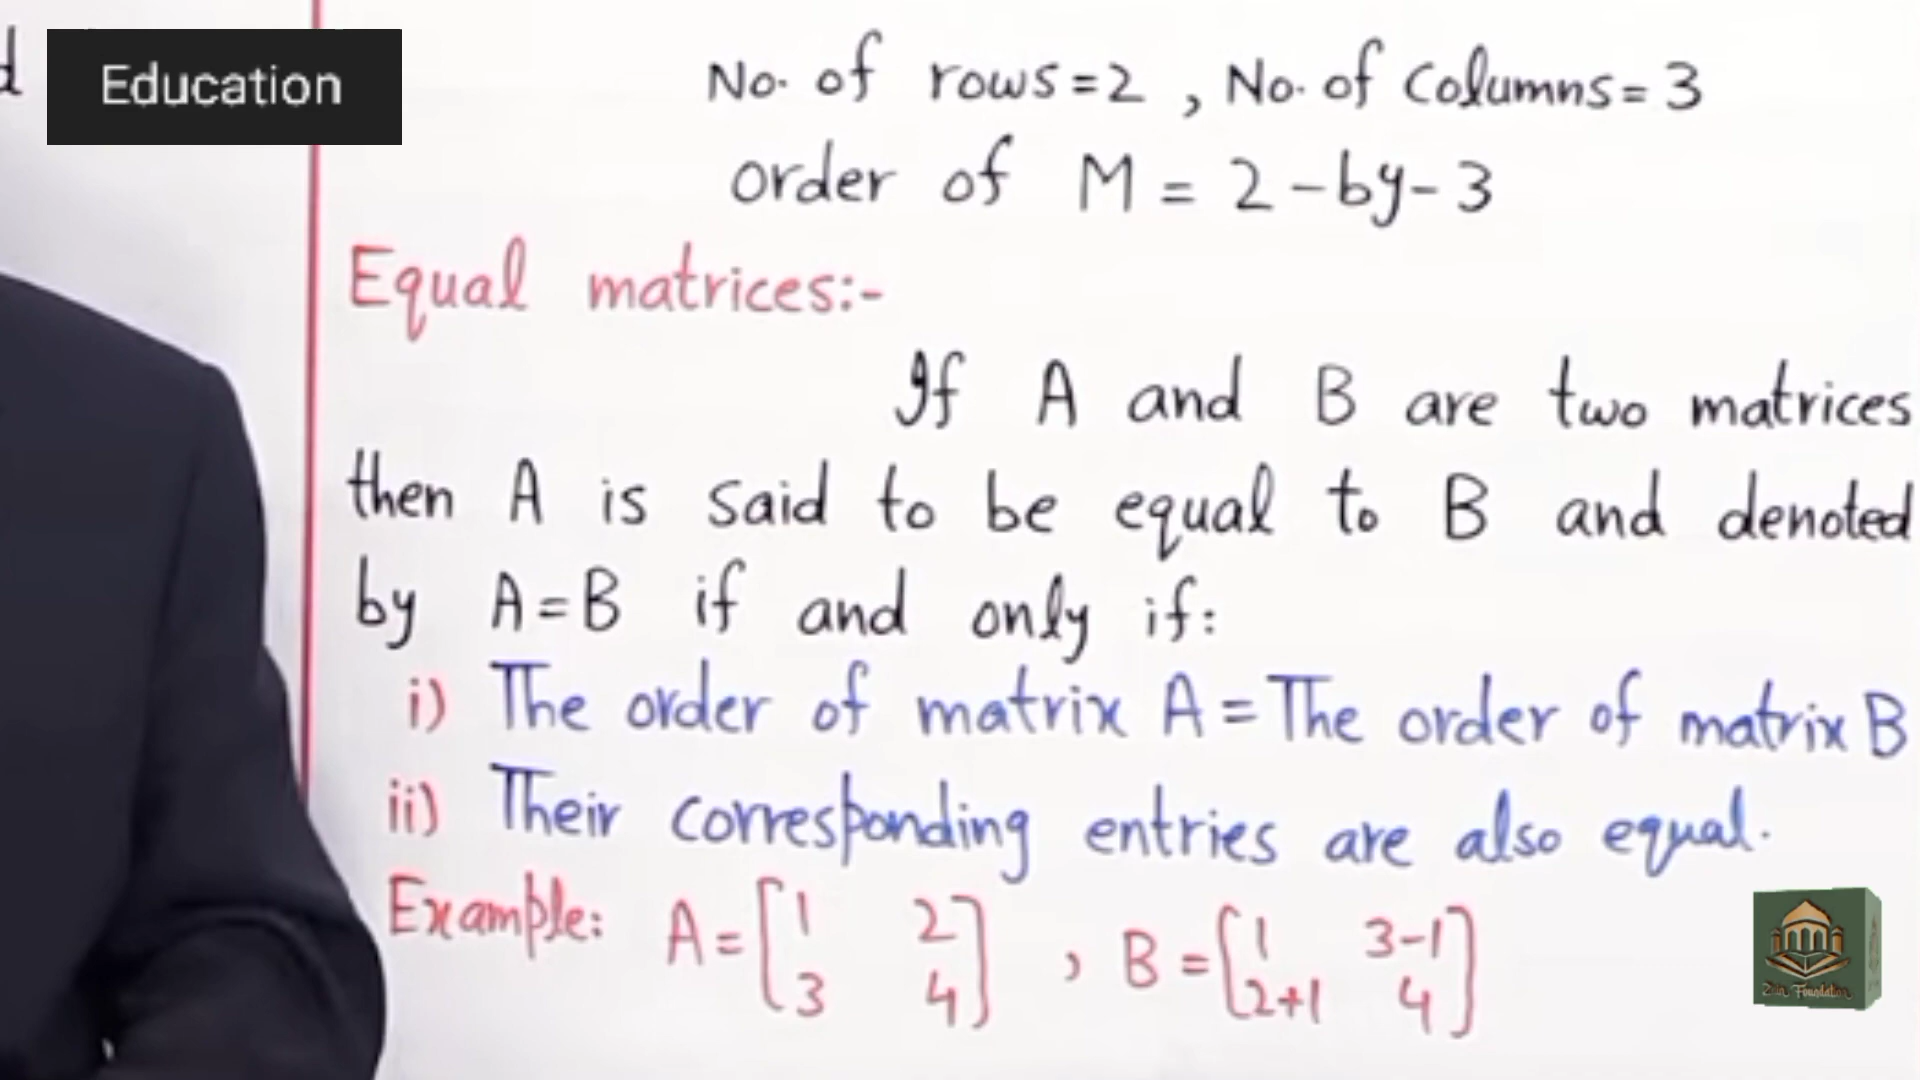 Education
No. of rows=2 , No. of Columns=3
order of M = 2-by-3
Equal matrices:-
If A and B are two matrices
then A is said to be equal to B and denoted
by A=B if and only if:
i) The order of matrix A = The order of matrix B
ii) Their corresponding entries are also equal.
Example: A = [1 2 , B = [1 3-1]
3 4] 2+1 4]
Foundation